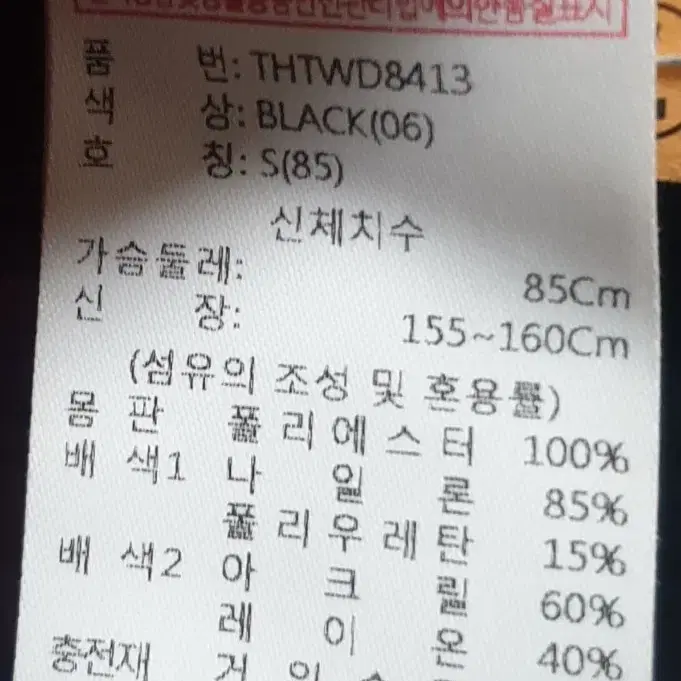 품 번: THTWD8413
색 상: BLACK(06)
호 칭: S(85)
신체치수
가슴둘레: 85Cm
신 장: 155~160Cm
(섬유의 조성 및 혼용률)
몸 판 폴리에스터 100%
배 색1 나 일 론 85%
폴리우레탄 15%
배 색2 아 크 릴 60%
레 이 온 40%
충전재